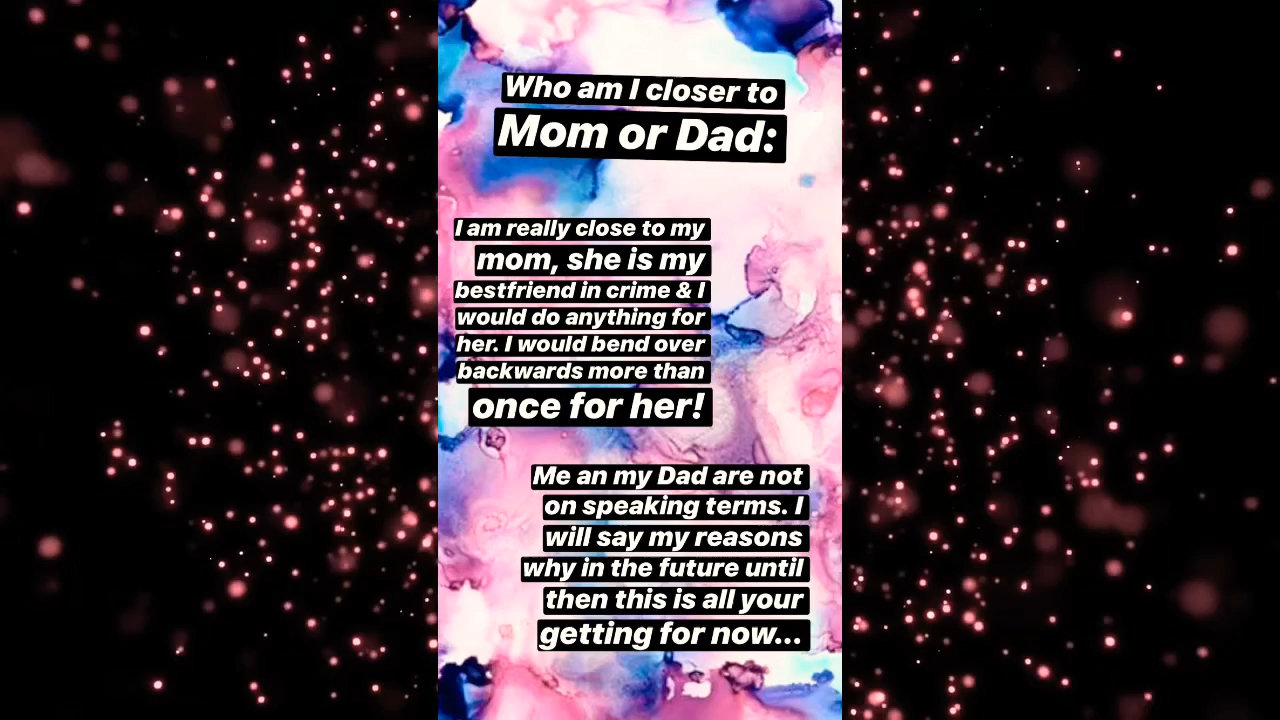 Who am I closer to
Mom or Dad:
I am really close to my
mom, she is my
bestfriend in crime & I
would do anything for
her. I would bend over
backwards more than
once for her!
Me an my Dad are not
on speaking terms. I
will say my reasons
why in the future until
then this is all your
getting for now...